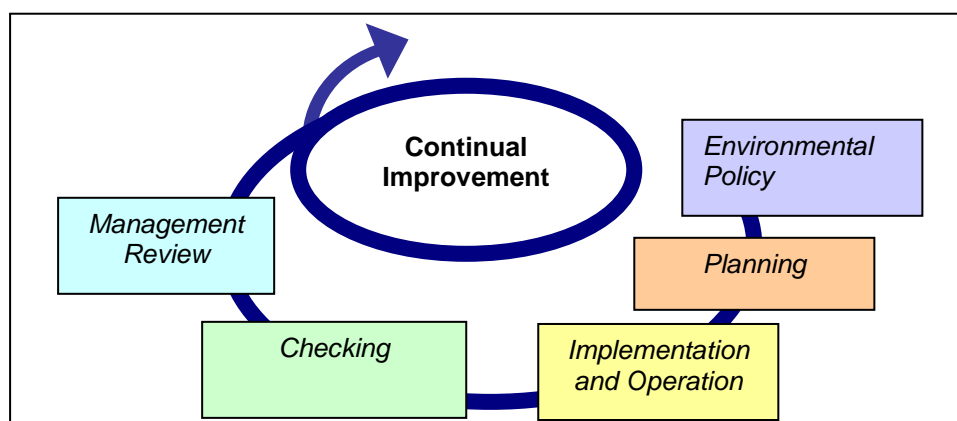 Continual
Improvement
Environmental
Policy
Management
Review
Planning
Checking
Implementation
and Operation